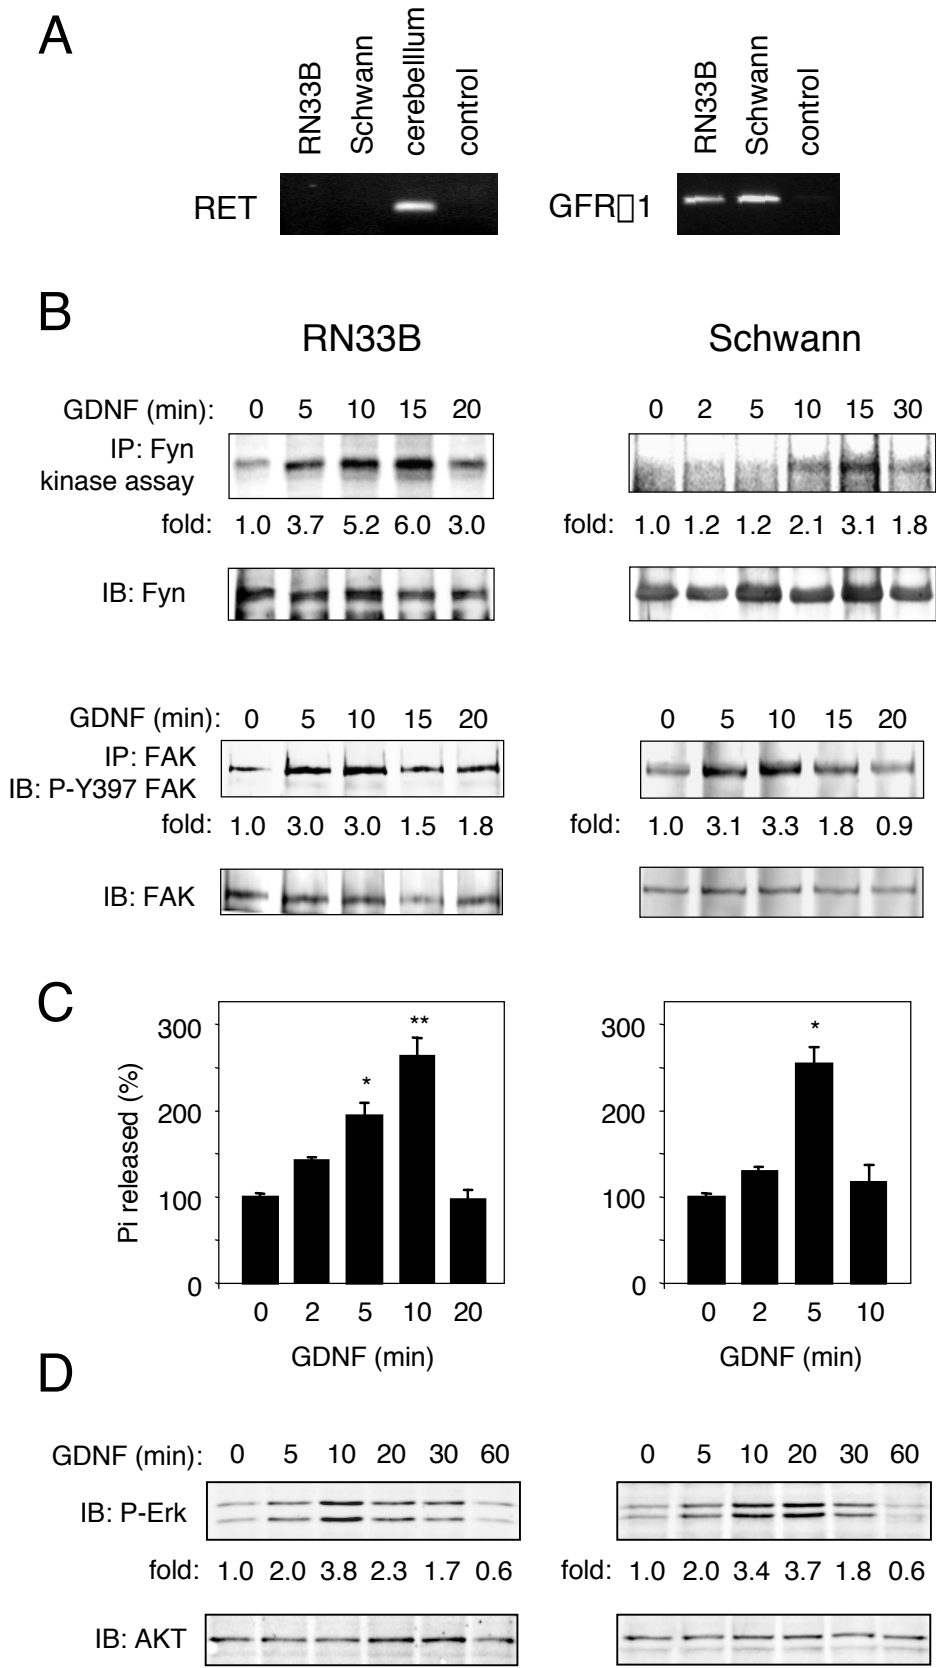 A
RN33B Schwann cerebelllum control
RN33B Schwann control
RET
GFR▯1
B
RN33B Schwann
GDNF (min): 0 5 10 15 20
0 2 5 10 15 30
IP: Fyn
kinase assay
fold: 1.0 3.7 5.2 6.0 3.0
fold: 1.0 1.2 1.2 2.1 3.1 1.8
IB: Fyn
GDNF (min): 0 5 10 15 20
0 5 10 15 20
IP: FAK
IB: P-Y397 FAK
fold: 1.0 3.0 3.0 1.5 1.8
fold: 1.0 3.1 3.3 1.8 0.9
IB: FAK
C
Pi released (%)
300
200
100
0
* **
0 2 5 10 20
GDNF (min)
300
200
100
0
*
0 2 5 10
GDNF (min)
D
GDNF (min): 0 5 10 20 30 60
0 5 10 20 30 60
IB: P-Erk
fold: 1.0 2.0 3.8 2.3 1.7 0.6
fold: 1.0 2.0 3.4 3.7 1.8 0.6
IB: AKT